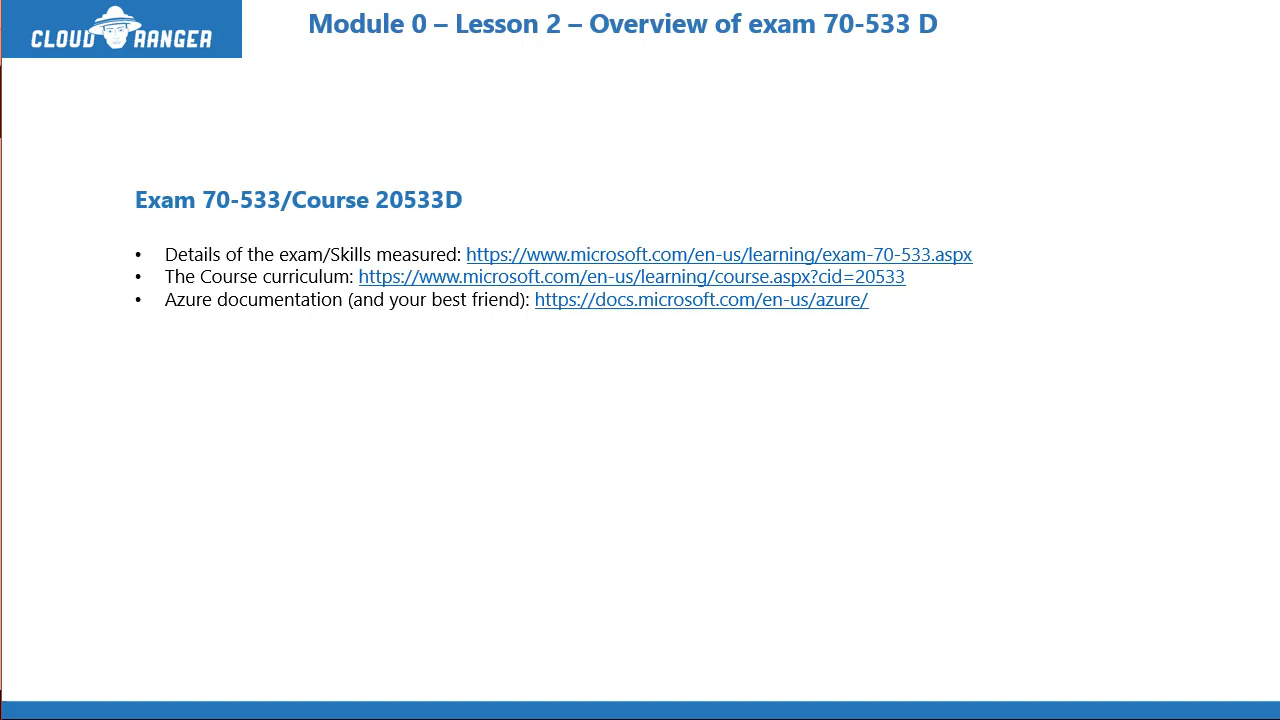 CLOUD RANGER
Module 0 – Lesson 2 – Overview of exam 70-533 D
Exam 70-533/Course 20533D
• Details of the exam/Skills measured: https://www.microsoft.com/en-us/learning/exam-70-533.aspx
• The Course curriculum: https://www.microsoft.com/en-us/learning/course.aspx?cid=20533
• Azure documentation (and your best friend): https://docs.microsoft.com/en-us/azure/